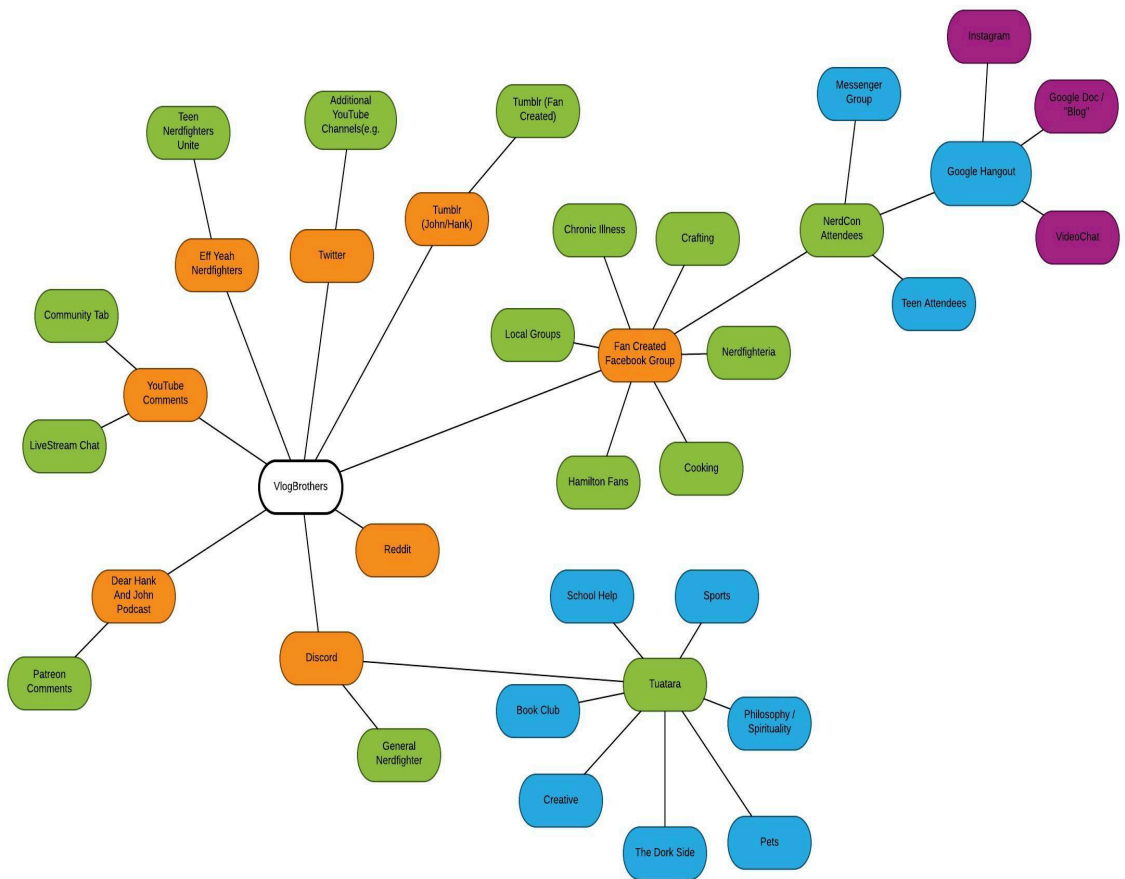 Instagram
Messenger
Group
Google Doc /
"Blog"
Additional
YouTube
Channels(e.g.
Tumblr (Fan
Created)
Teen
Nerdfighters
Unite
Google Hangout
Tumblr
(John/Hank)
Chronic Illness
Crafting
NerdCon
Attendees
VideoChat
Eff Yeah
Nerdfighters
Twitter
Teen Attendees
Community Tab
Local Groups
Fan Created
Facebook Group
Nerdfighteria
YouTube
Comments
LiveStream Chat
Hamilton Fans
Cooking
VlogBrothers
Reddit
Dear Hank
And John
Podcast
School Help
Sports
Discord
Patreon
Comments
Tuatara
Book Club
Philosophy /
Spirituality
General
Nerdfighter
Creative
The Dork Side
Pets